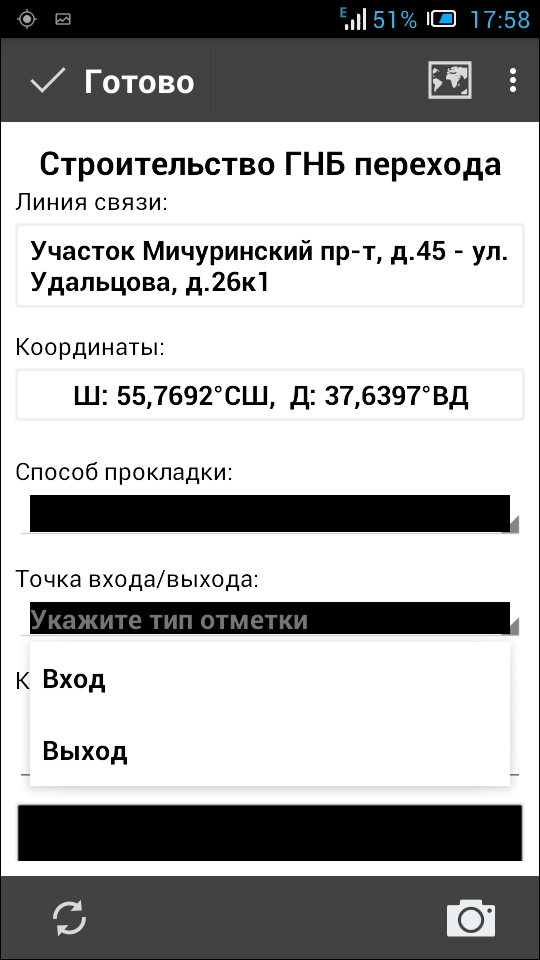 E 51% 17:58
Готово
Строительство ГНБ перехода
Линия связи:
Участок Мичуринский пр-т, д.45 - ул.
Удальцова, д.26к1
Координаты:
Ш: 55,7692°СШ, Д: 37,6397°ВД
Способ прокладки:
Точка входа/выхода:
Укажите тип отметки
К
Вход
Выход